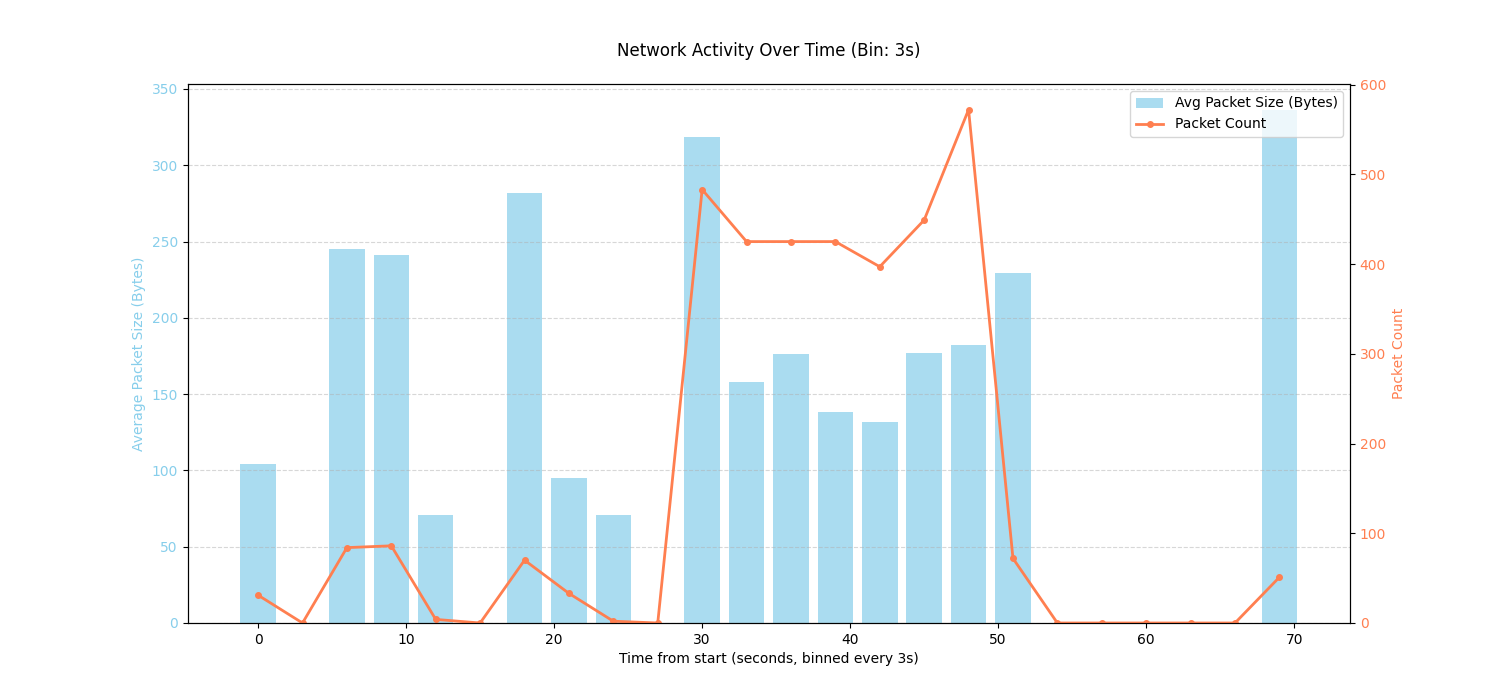 Network Activity Over Time (Bin: 3s)
Avg Packet Size (Bytes)
Packet Count
Average Packet Size (Bytes)
350
300
250
200
150
100
50
0
600
500
400
300
200
100
0
Packet Count
0 10 20 30 40 50 60 70
Time from start (seconds, binned every 3s)